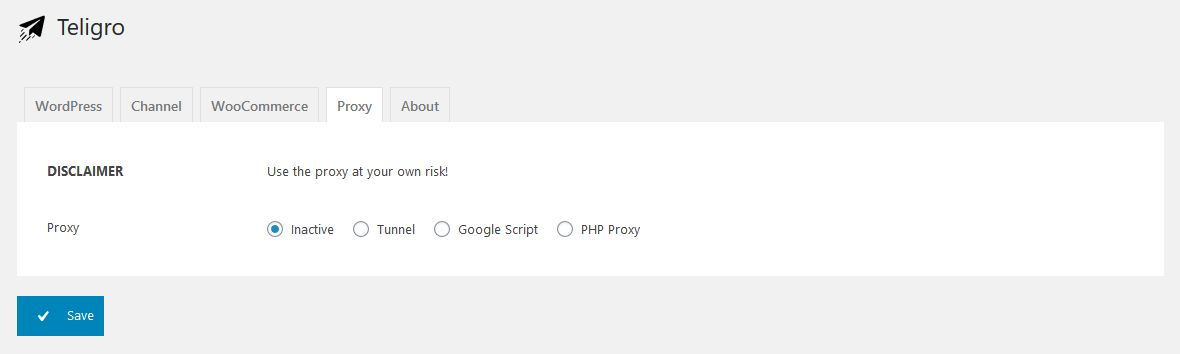 Teligro
WordPress Channel WooCommerce Proxy About
DISCLAIMER Use the proxy at your own risk!
Proxy Inactive Tunnel Google Script PHP Proxy
Save